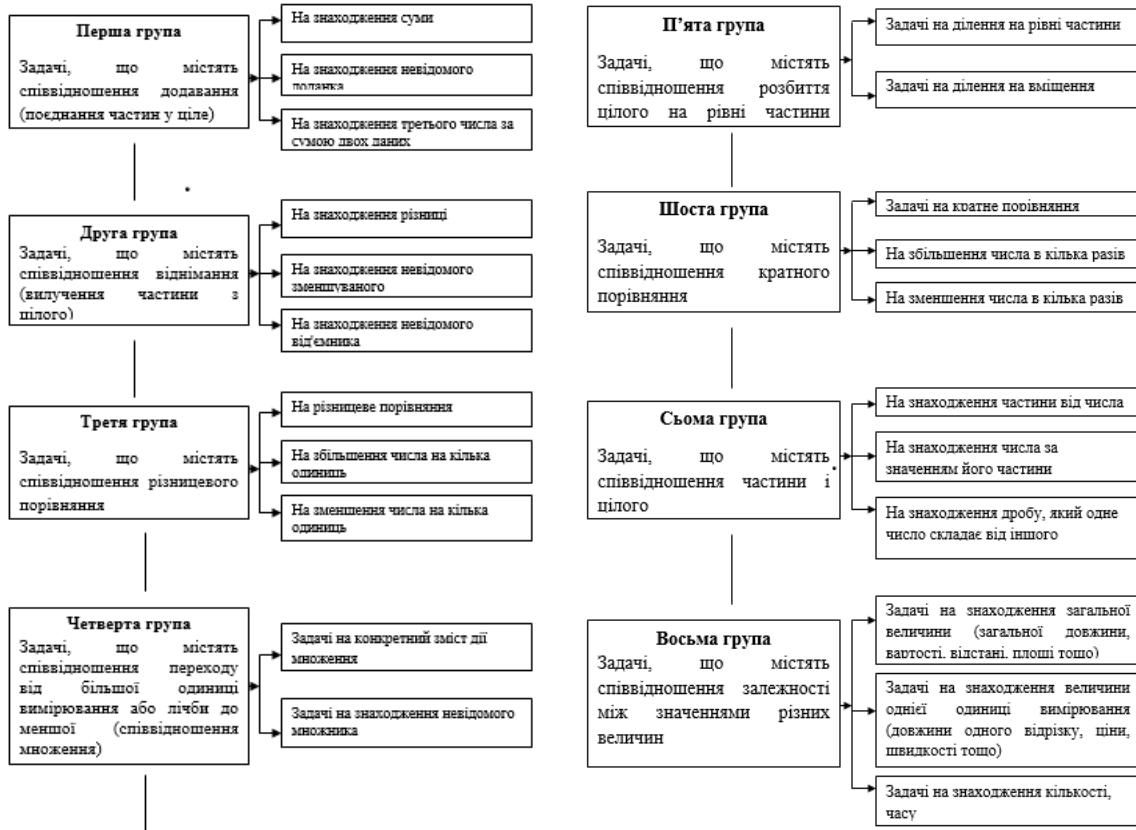 Перша група
Задачі, що містять
співвідношення додавання
(поєднання частин у ціле)
На знаходження суми
На знаходження невідомого
доданка
На знаходження третього числа за
сумою двох даних
Друга група
Задачі, що містять
співвідношення віднімання
(вилучення частини з
цілого)
На знаходження різниці
На знаходження невідомого
зменшуваного
На знаходження невідомого
від'ємника
Третя група
Задачі, що містять
співвідношення різницевого
порівняння
На різницеве порівняння
На збільшення числа на кілька
одиниць
На зменшення числа на кілька
одиниць
Четверта група
Задачі, що містять
співвідношення переходу
від більшої одиниці
вимірювання або лічби до
меншої (співвідношення
множення)
Задачі на конкретний зміст дії
множення
Задачі на знаходження невідомого
множника
П’ята група
Задачі, що містять
співвідношення розбиття
цілого на рівні частини
Задачі на ділення на рівні частини
Задачі на ділення на вміщення
Шоста група
Задачі, що містять
співвідношення кратного
порівняння
Задачі на кратне порівняння
На збільшення числа в кілька разів
На зменшення числа в кілька разів
Сьома група
Задачі, що містять
співвідношення частини і
цілого
На знаходження частини від числа
На знаходження числа за
значенням його частини
На знаходження дробу, який одне
число складає від іншого
Восьма група
Задачі, що містять
співвідношення залежності
між значеннями різних
величин
Задачі на знаходження загальної
величини (загальної довжини,
вартості, відстані, площі тощо)
Задачі на знаходження величини
однієї одиниці вимірювання
(довжини одного відрізку, ціни,
швидкості тощо)
Задачі на знаходження кількості,
часу